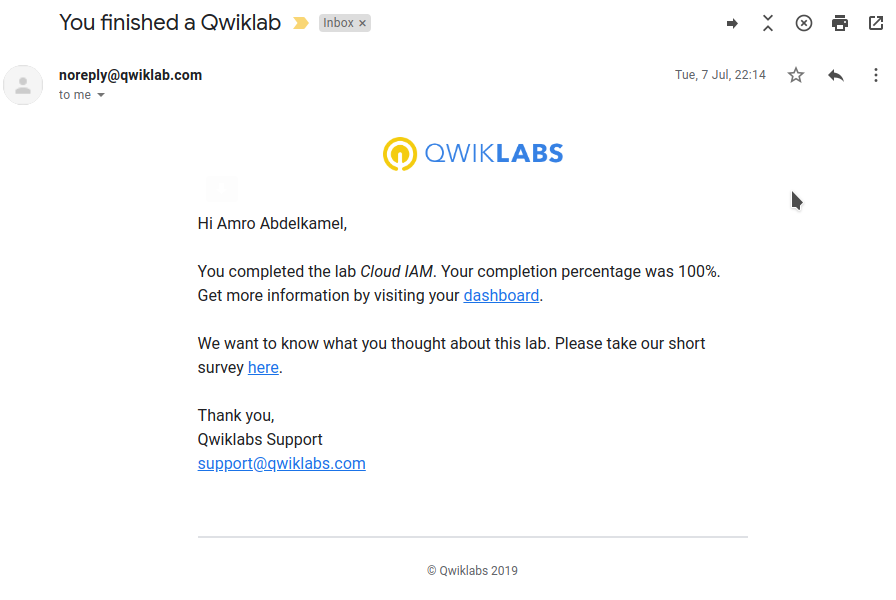 You finished a Qwiklab
Inbox ×
noreply@qwiklab.com
Tue, 7 Jul, 22:14
to me
QWIKLABS
Hi Amro Abdelkamel,
You completed the lab Cloud IAM. Your completion percentage was 100%.
Get more information by visiting your dashboard.
We want to know what you thought about this lab. Please take our short
survey here.
Thank you,
Qwiklabs Support
support@qwiklabs.com
© Qwiklabs 2019